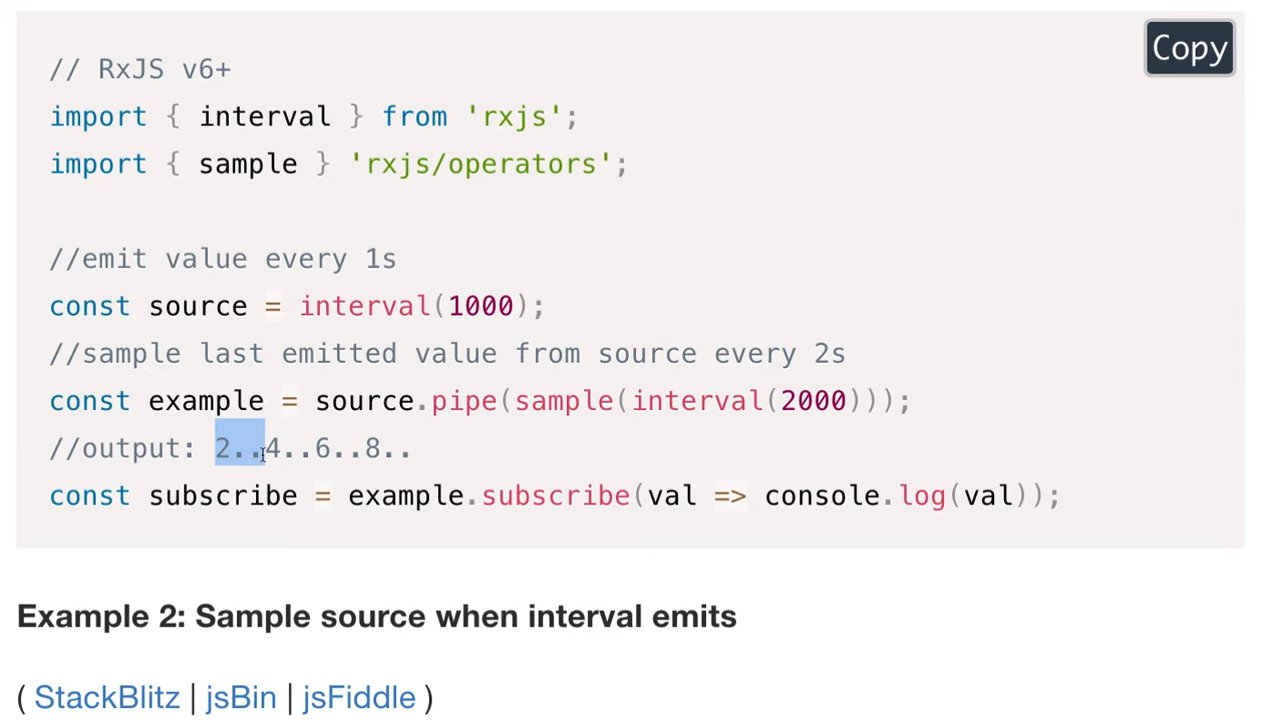 Copy
// RxJS v6+
import { interval } from 'rxjs';
import { sample } 'rxjs/operators';
//emit value every 1s
const source = interval(1000);
//sample last emitted value from source every 2s
const example = source.pipe(sample(interval(2000)));
//output: 2..4..6..8..
const subscribe = example.subscribe(val => console.log(val));
Example 2: Sample source when interval emits
( StackBlitz | jsBin | jsFiddle )